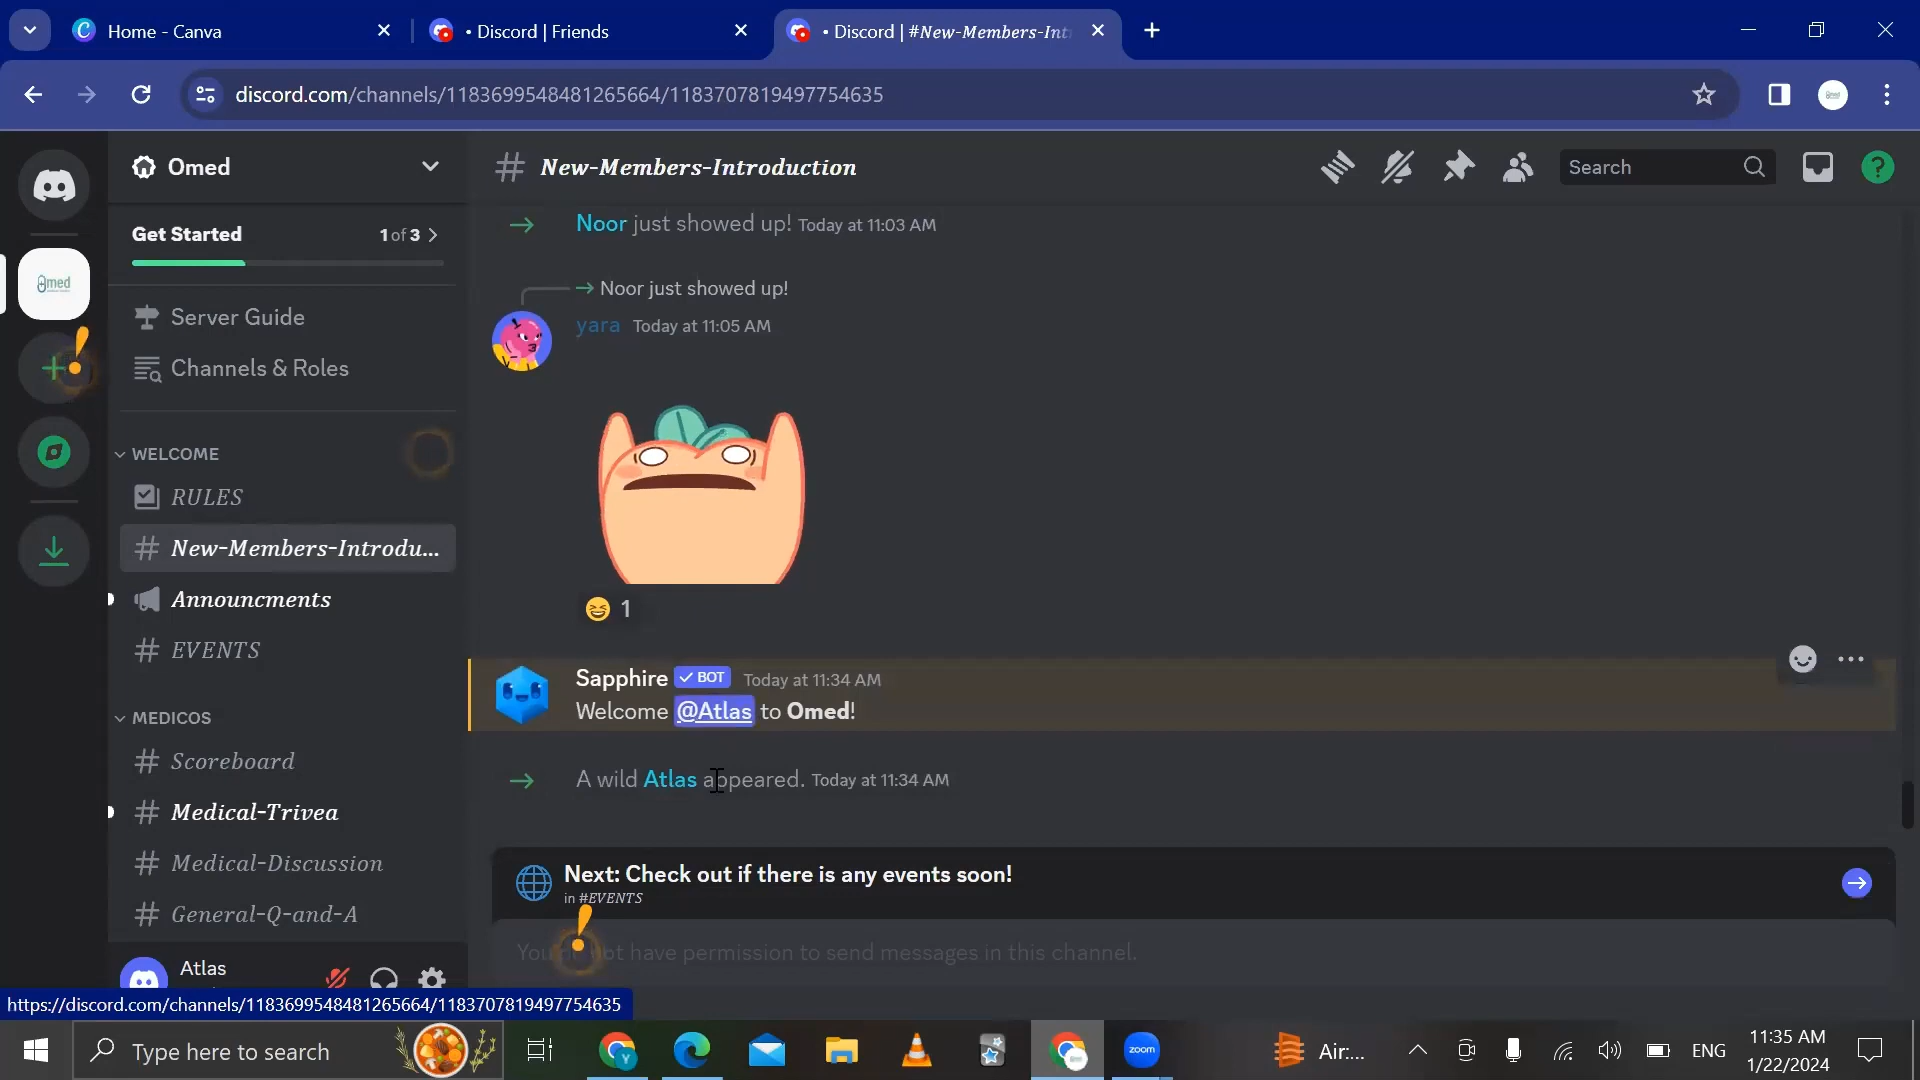 Home - Canva
• Discord | Friends
• Discord | #New-Members-Int
discord.com/channels/1183699548481265664/1183707819497754635
Omed
New-Members-Introduction
Search
Get Started
1 of 3
Server Guide
Channels & Roles
WELCOME
RULES
New-Members-Introdu...
Announcments
EVENTS
MEDICOS
Scoreboard
Medical-Trivea
Medical-Discussion
General-Q-and-A
Atlas
Noor just showed up! Today at 11:03 AM
Noor just showed up!
yara Today at 11:05 AM
1
Sapphire BOT Today at 11:34 AM
Welcome @Atlas to Omed!
A wild Atlas appeared. Today at 11:34 AM
Next: Check out if there is any events soon!
in #EVENTS
You not have permission to send messages in this channel.
https://discord.com/channels/1183699548481265664/1183707819497754635
Type here to search
zoom
Air:...
ENG
11:35 AM
1/22/2024